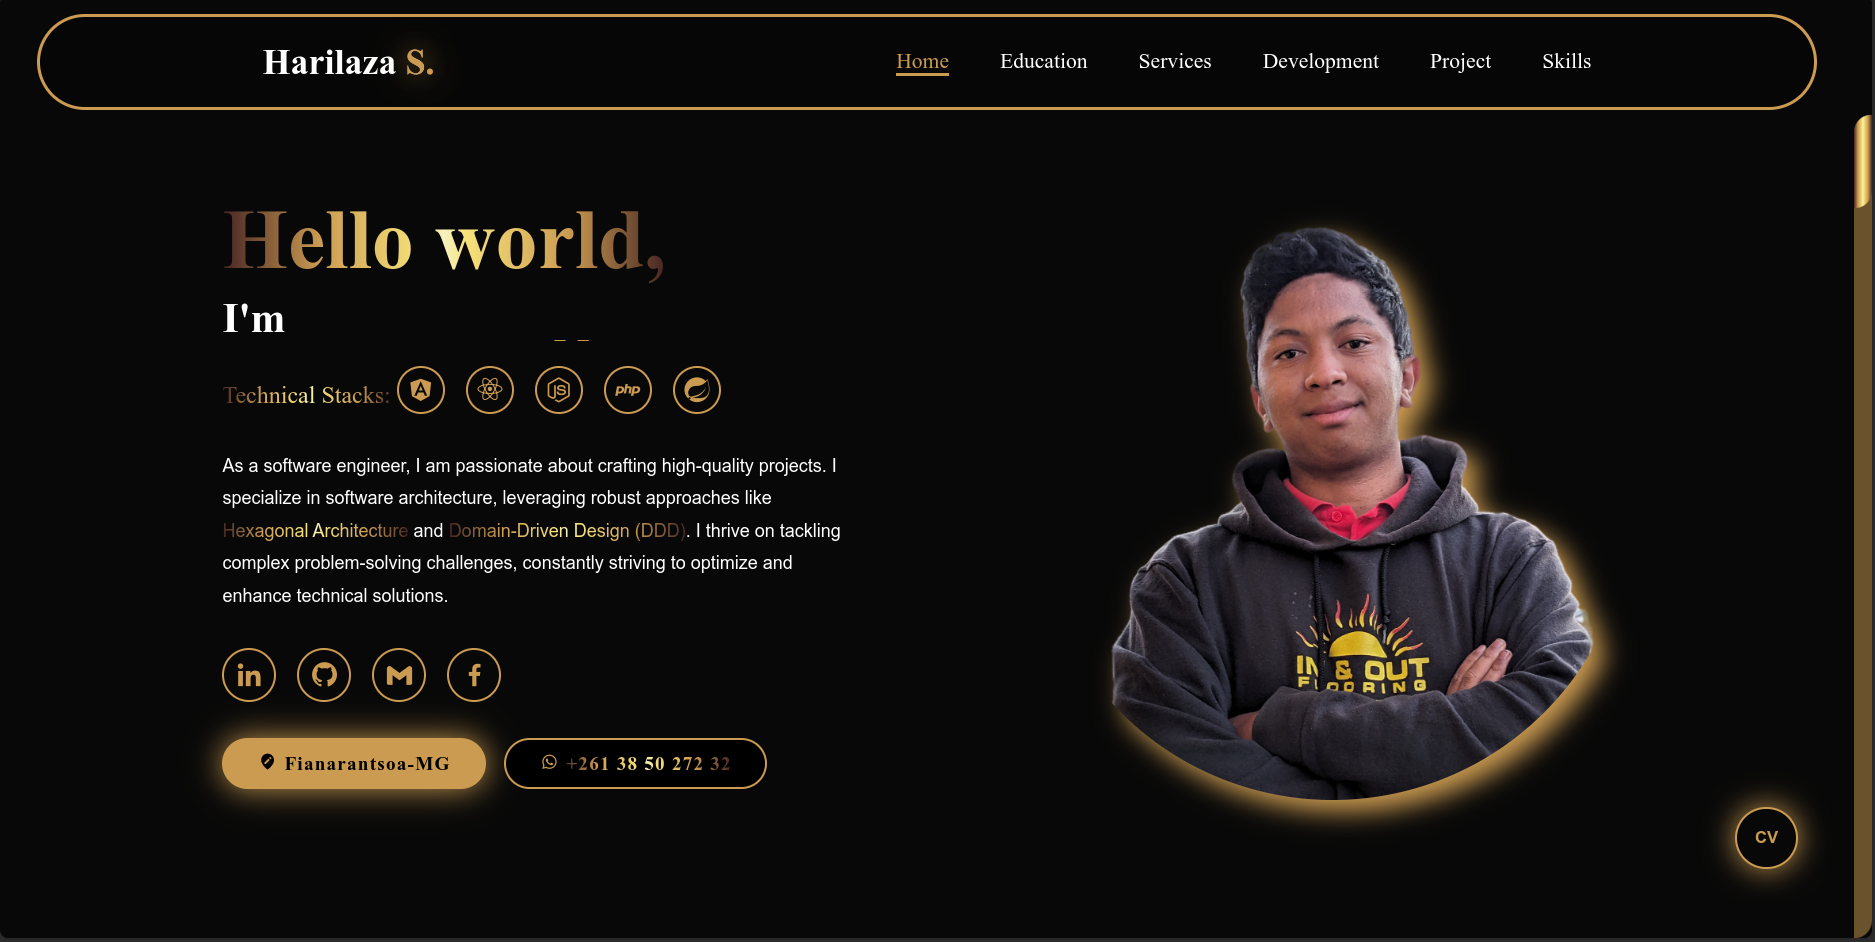 Harilaza S.
Home Education Services Development Project Skills
Hello world,
I'm
Technical Stacks:
JS
php
As a software engineer, I am passionate about crafting high-quality projects. I
specialize in software architecture, leveraging robust approaches like
Hexagonal Architecture and Domain-Driven Design (DDD). I thrive on tackling
complex problem-solving challenges, constantly striving to optimize and
enhance technical solutions.
in
Fianarantsoa-MG
+261 38 50 272 32
IN & OUT
FLOORING
CV